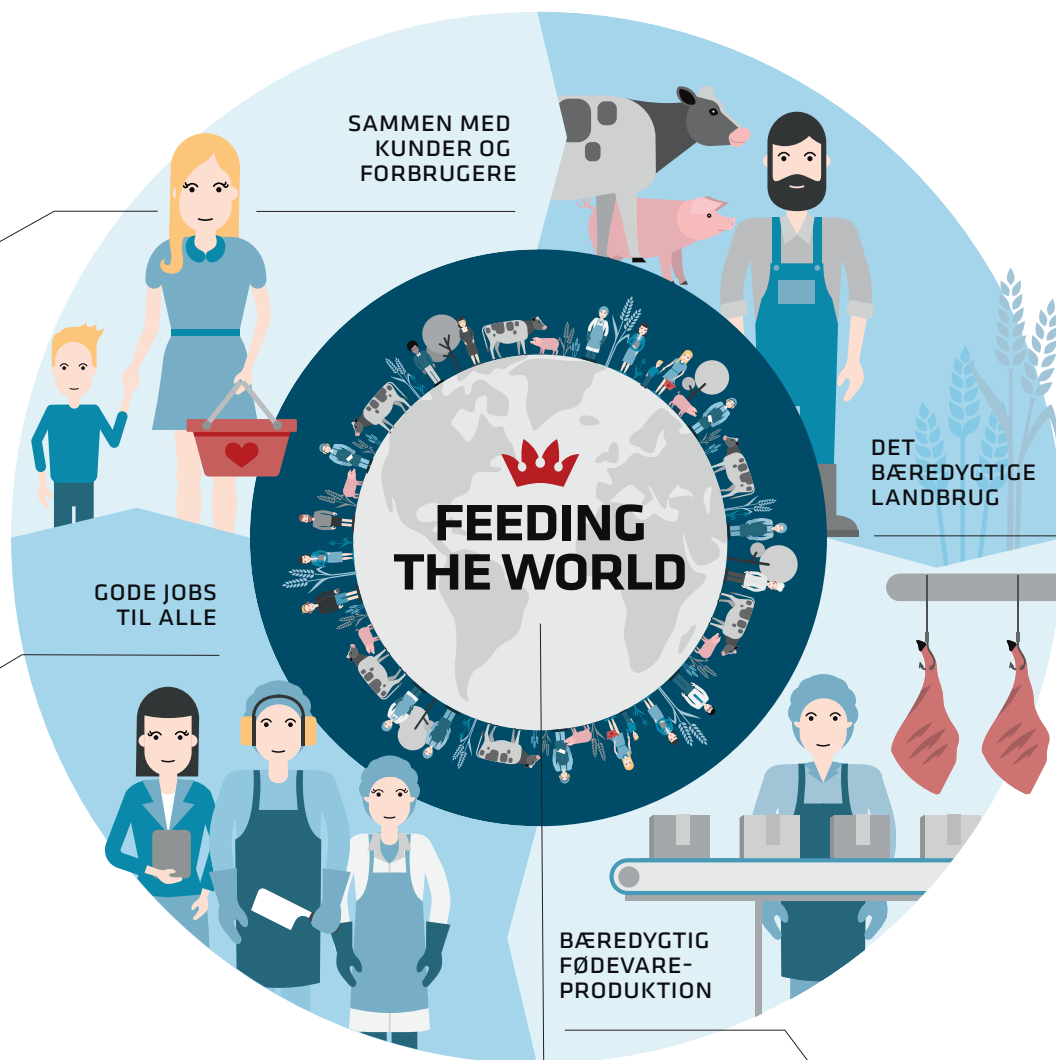 SAMMEN MED
KUNDER OG
FORBRUGERE
DET
BÆREDYGTIGE
LANDBRUG
FEEDING
THE WORLD
GODE JOBS
TIL ALLE
BÆREDYGTIG
FØDEVARE-
PRODUKTION